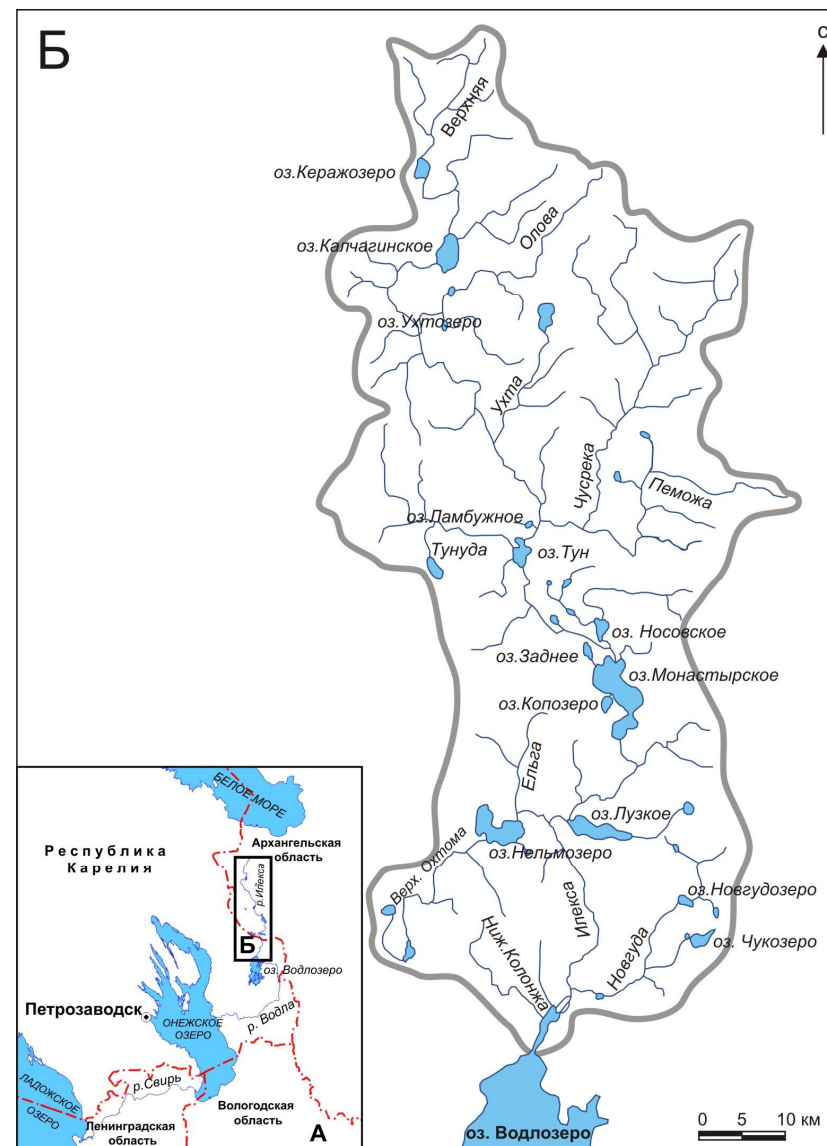 Б
С
Верхняя
оз.Керажозеро
Олова
оз.Калчагинское
оз.Ухтозеро
Ухта
Чусрека
Пеможа
оз.Ламбужное
Тунуда
оз.Тун
оз. Носовское
оз.Заднее
оз.Монастырское
оз.Копозеро
Ельга
оз.Лузкое
Верх. Охтома
оз.Нельмозеро
Илекса
оз.Новгудозеро
Ниж.Колонжа
Новгуда
оз. Чукозеро
оз. Водлозеро
0 10 км
БЕЛОЕ МОРЕ
Архангельская
область
Республика
Карелия
р.Илекса
Б
оз. Водлозеро
Петрозаводск
ОНЕЖСКОЕ
ОЗЕРО
р. Водла
р.Свирь
ЛАДОЖСКОЕ
ОЗЕРО
Вологодская
область
Ленинградская
область
А